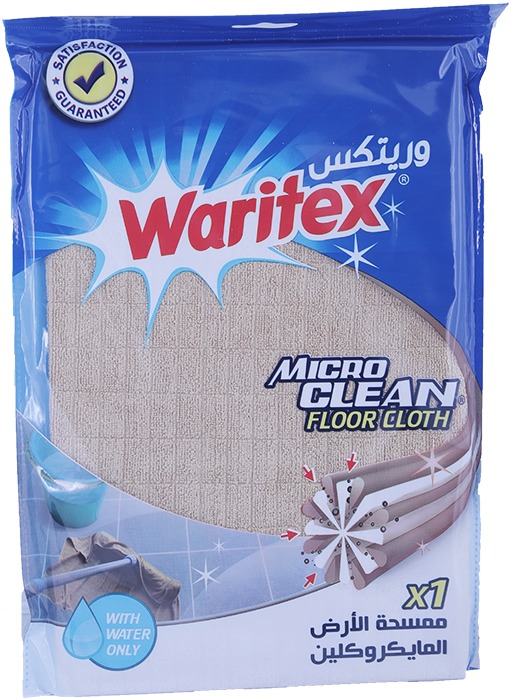 SATISFACTION
GUARANTEED
وريتكس
Waritex®
MICRO
CLEAN®
FLOOR CLOTH
x1
ممسحة الأرض
المايكروكلين
WITH
WATER
ONLY